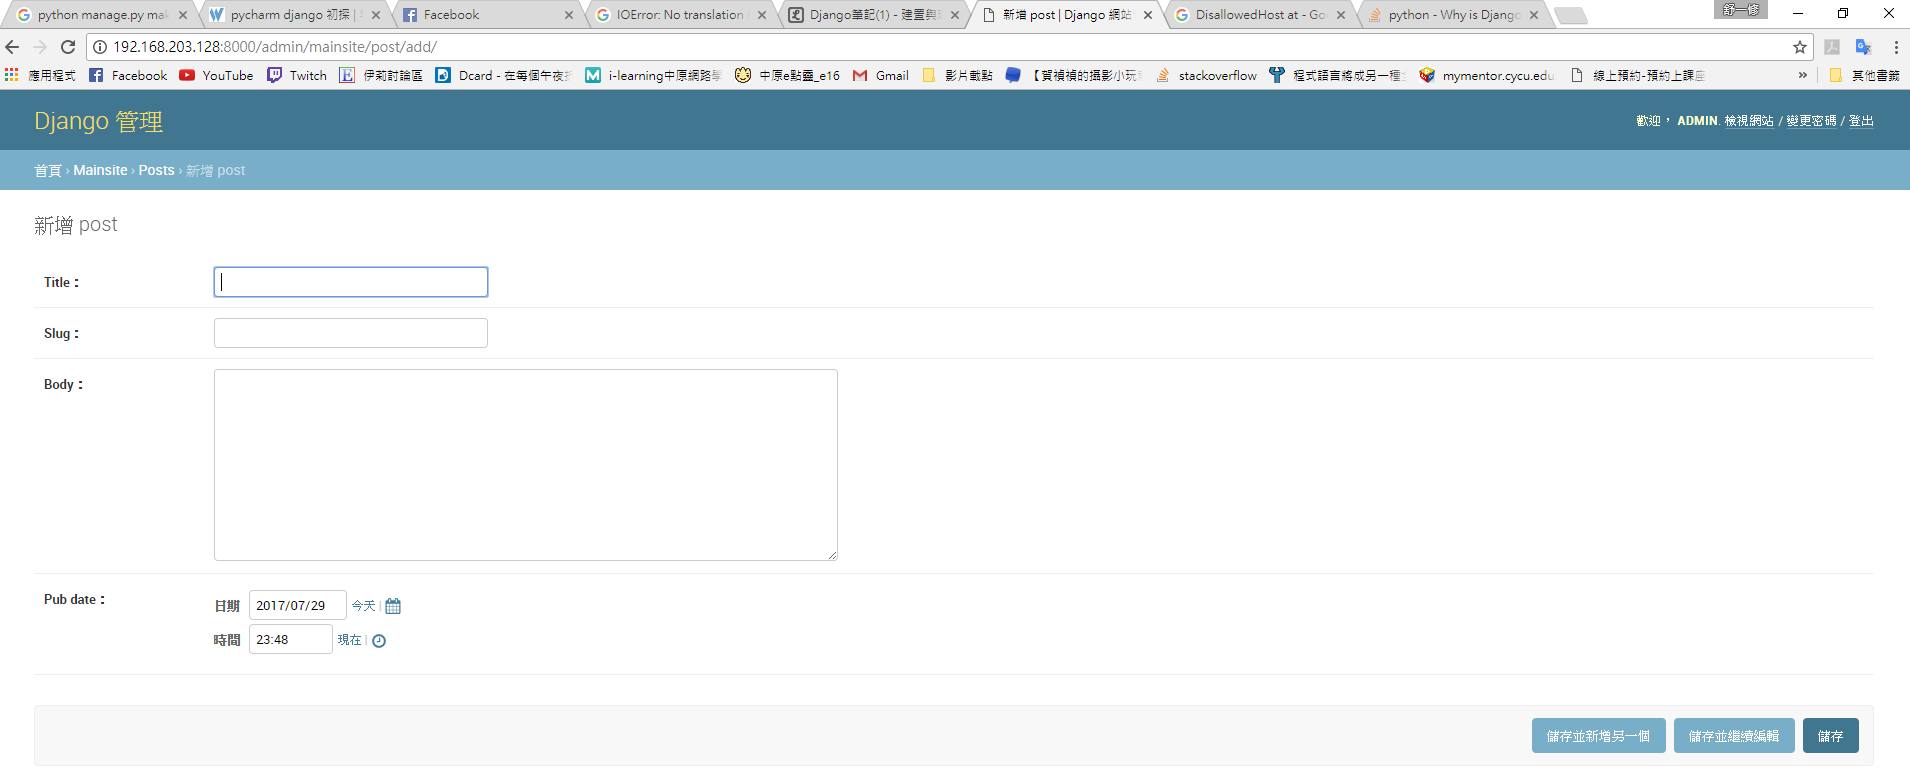 python manage.py mak
pycharm django 初探 |
Facebook
IOError: No translation
Django筆記(1) - 建置與
新增 post | Django 網站
DisallowedHost at - Go
python - Why is Django
舒一修
192.168.203.128:8000/admin/mainsite/post/add/
應用程式
Facebook
YouTube
Twitch
伊莉討論區
Dcard - 在每個午夜
i-learning中原網路學
中原e點靈_e16
Gmail
影片載點
【賀禎禎的攝影小玩
stackoverflow
程式語言將成另一種
mymentor.cycu.edu
線上預約-預約上課座
»
其他書籤
Django 管理
歡迎， ADMIN. 檢視網站 / 變更密碼 / 登出
首頁 › Mainsite › Posts › 新增 post
新增 post
Title：
Slug：
Body：
Pub date：
日期 2017/07/29 今天 |
時間 23:48 現在 |
儲存並新增另一個
儲存並繼續編輯
儲存